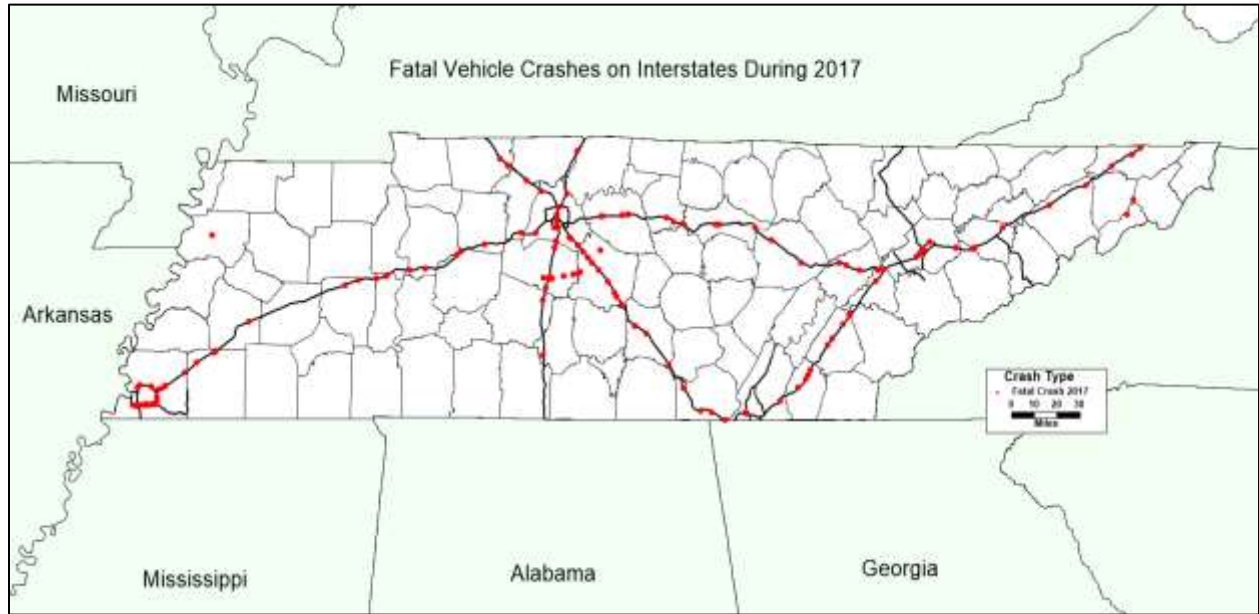 Fatal Vehicle Crashes on Interstates During 2017
Missouri
Arkansas
Crash Type
Fatal Crash 2017
0 10 20 30
Miles
Mississippi
Alabama
Georgia